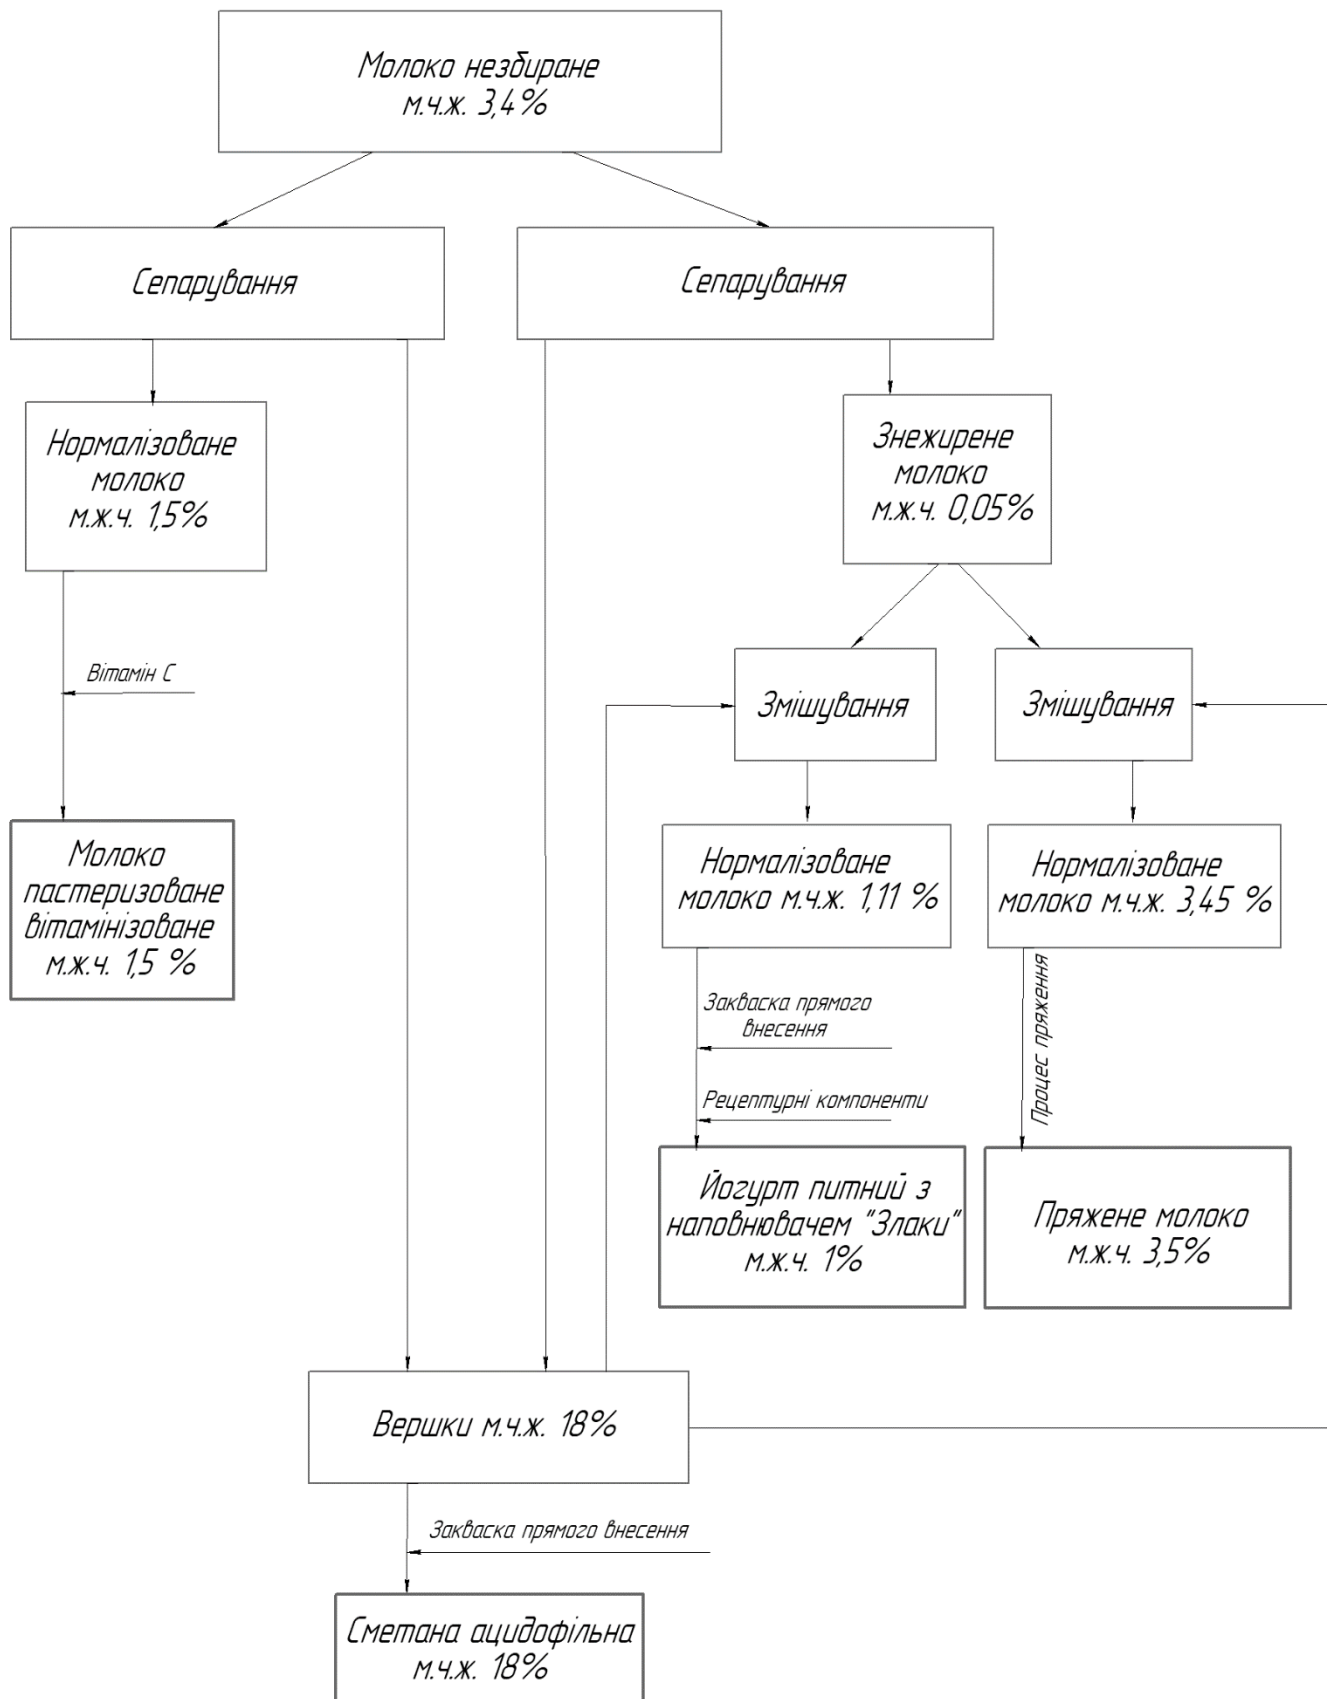 Молоко незбиране
м.ч.ж. 3,4%
Сепарування
Сепарування
Нормалізоване
молоко
м.ж.ч. 1,5%
Знежирене
молоко
м.ж.ч. 0,05%
Вітамін С
Змішування
Змішування
Молоко
пастеризоване
вітамінізоване
м.ж.ч. 1,5 %
Нормалізоване
молоко м.ч.ж. 1,11 %
Нормалізоване
молоко м.ч.ж. 3,45 %
Закваска прямого
внесення
Рецептурні компоненти
Процес пряження
Йогурт питний з
наповнювачем "Злаки"
м.ж.ч. 1%
Пряжене молоко
м.ж.ч. 3,5%
Вершки м.ч.ж. 18%
Закваска прямого внесення
Сметана ацидофільна
м.ч.ж. 18%